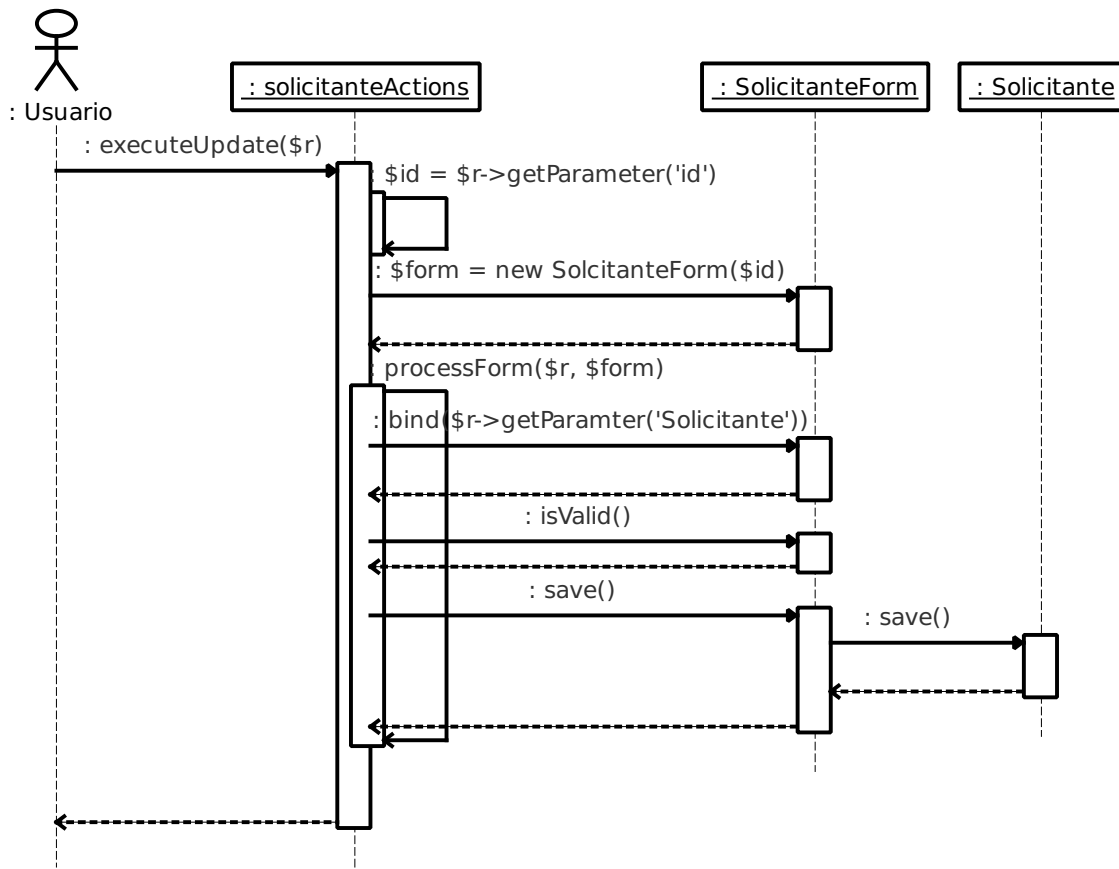 : Usuario
: solicitanteActions
: SolicitanteForm
: Solicitante
: executeUpdate($r)
: $id = $r->getParameter('id')
: $form = new SolcitanteForm($id)
: processForm($r, $form)
: bind($r->getParamter('Solicitante'))
: isValid()
: save()
: save()